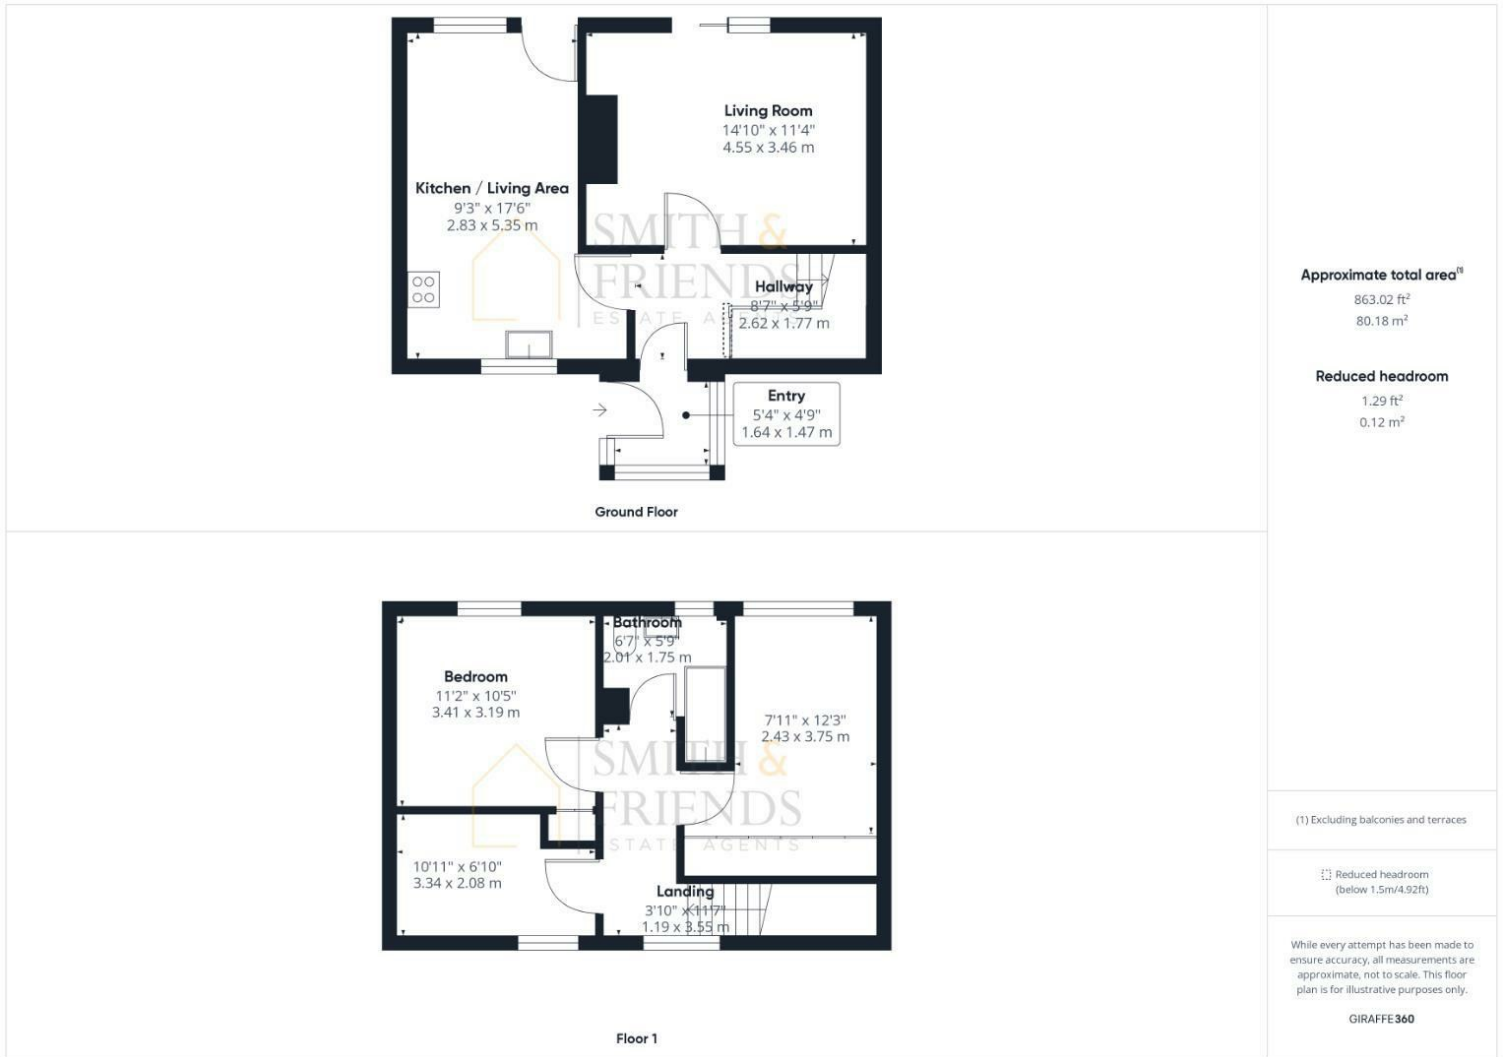 Living Room
14'10" x 11'4"
4.55 x 3.46 m
Kitchen / Living Area
9'3" x 17'6"
2.83 x 5.35 m
SMITH &
FRIENDS
ESTATE AGENTS
Hallway
8'7" x 5'9"
2.62 x 1.77 m
Entry
5'4" x 4'9"
1.64 x 1.47 m
Ground Floor
Bathroom
6'7" x 5'9"
2.01 x 1.75 m
Bedroom
11'2" x 10'5"
3.41 x 3.19 m
7'11" x 12'3"
2.43 x 3.75 m
SMITH &
FRIENDS
ESTATE AGENTS
10'11" x 6'10"
3.34 x 2.08 m
Landing
3'10" x 11'7"
1.19 x 3.55 m
Floor 1
Approximate total area⁽¹⁾
863.02 ft²
80.18 m²
Reduced headroom
1.29 ft²
0.12 m²
(1) Excluding balconies and terraces
Reduced headroom
(below 1.5m/4.92ft)
While every attempt has been made to
ensure accuracy, all measurements are
approximate, not to scale. This floor
plan is for illustrative purposes only.
GIRAFFE360